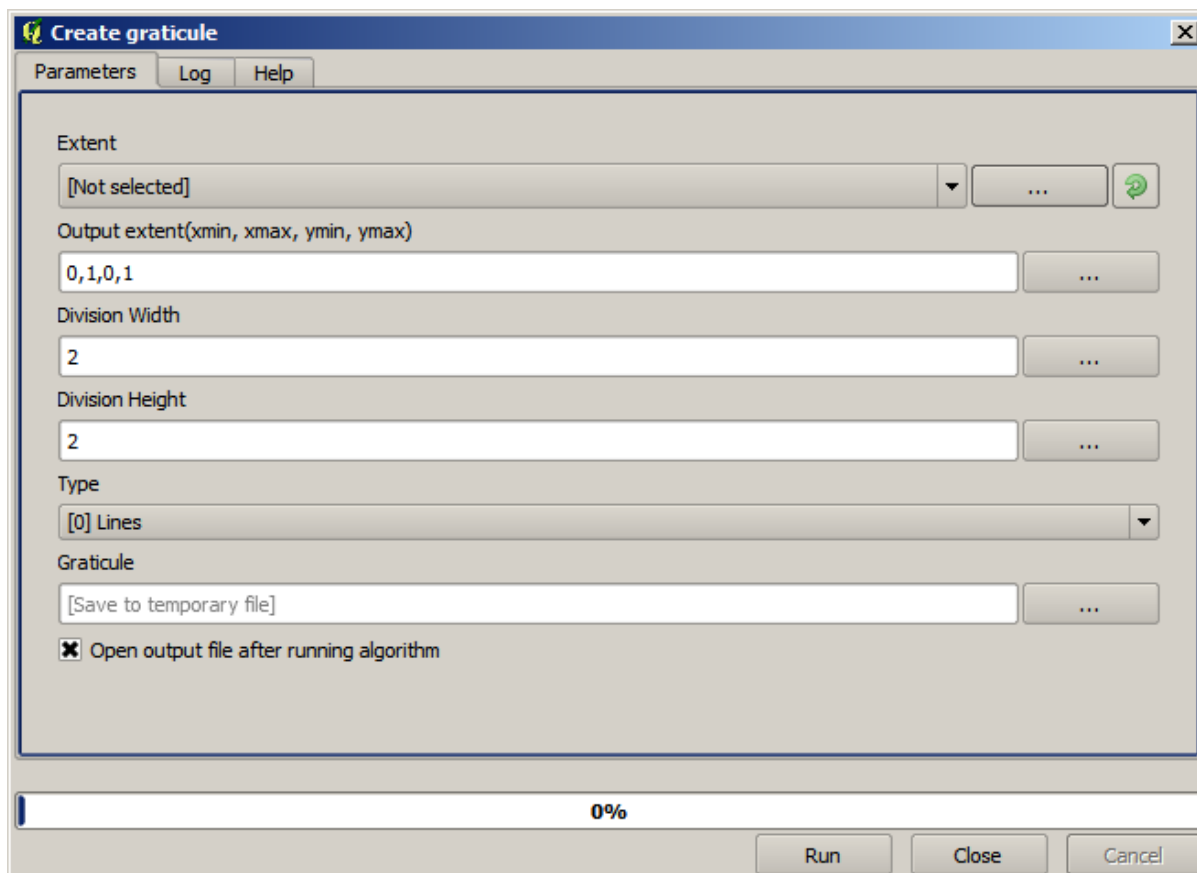 Create graticule
Parameters Log Help
Extent
[Not selected] ...
Output extent(xmin, xmax, ymin, ymax)
0,1,0,1 ...
Division Width
2 ...
Division Height
2 ...
Type
[0] Lines
Graticule
[Save to temporary file] ...
Open output file after running algorithm
0%
Run Close Cancel